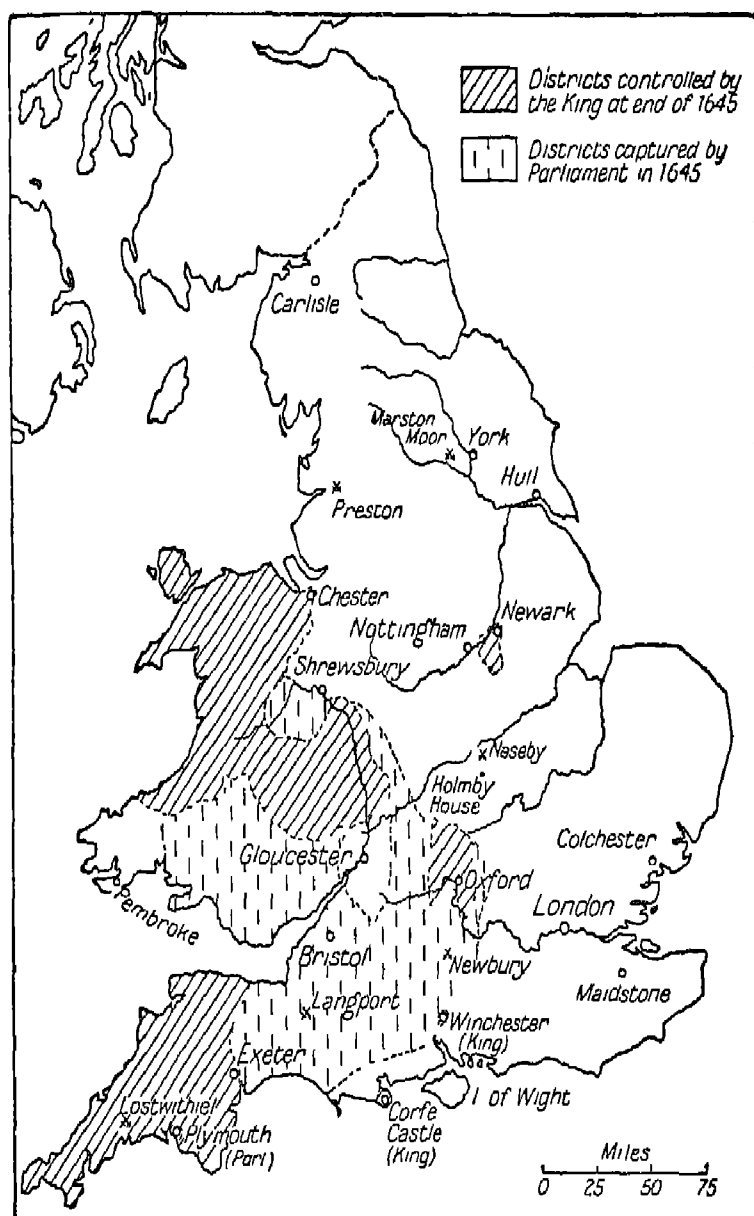 Districts controlled by
the King at end of 1645
Districts captured by
Parliament in 1645
Carlisle
Marston
Moor
York
Hull
Preston
Chester
Newark
Nottingham
Shrewsbury
Naseby
Holmby
House
Gloucester
Colchester
Oxford
Pembroke
London
Bristol
Newbury
Maidstone
Langport
Winchester
(King)
Exeter
I of Wight
Lostwithiel
Plymouth
(Parl)
Corfe
Castle
(King)
Miles
0 25 50 75